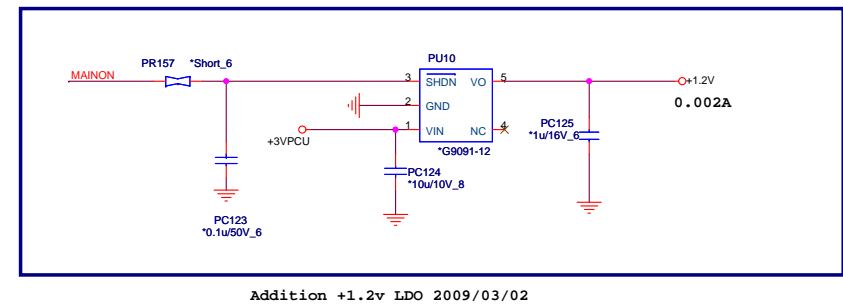 PU10
PR157 *Short_6
MAINON
3 SHDN VO 5
+1.2V
0.002A
2 GND
PC125
*1u/16V_6
1 VIN NC 4
+3VPCU
*G9091-12
PC124
*10u/10V_8
PC123
*0.1u/50V_6
Addition +1.2v LDO 2009/03/02